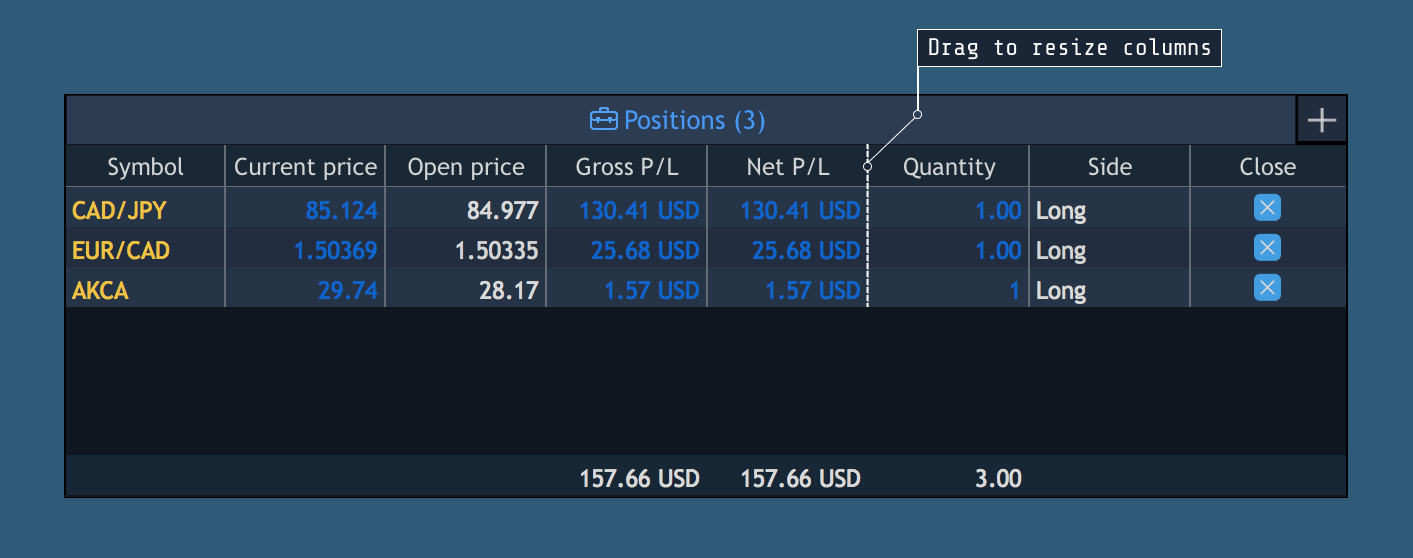 Drag to resize columns
Positions (3)
Symbol Current price Open price Gross P/L Net P/L Quantity Side Close
CAD/JPY 85.124 84.977 130.41 USD 130.41 USD 1.00 Long
EUR/CAD 1.50369 1.50335 25.68 USD 25.68 USD 1.00 Long
AKCA 29.74 28.17 1.57 USD 1.57 USD 1 Long
157.66 USD 157.66 USD 3.00